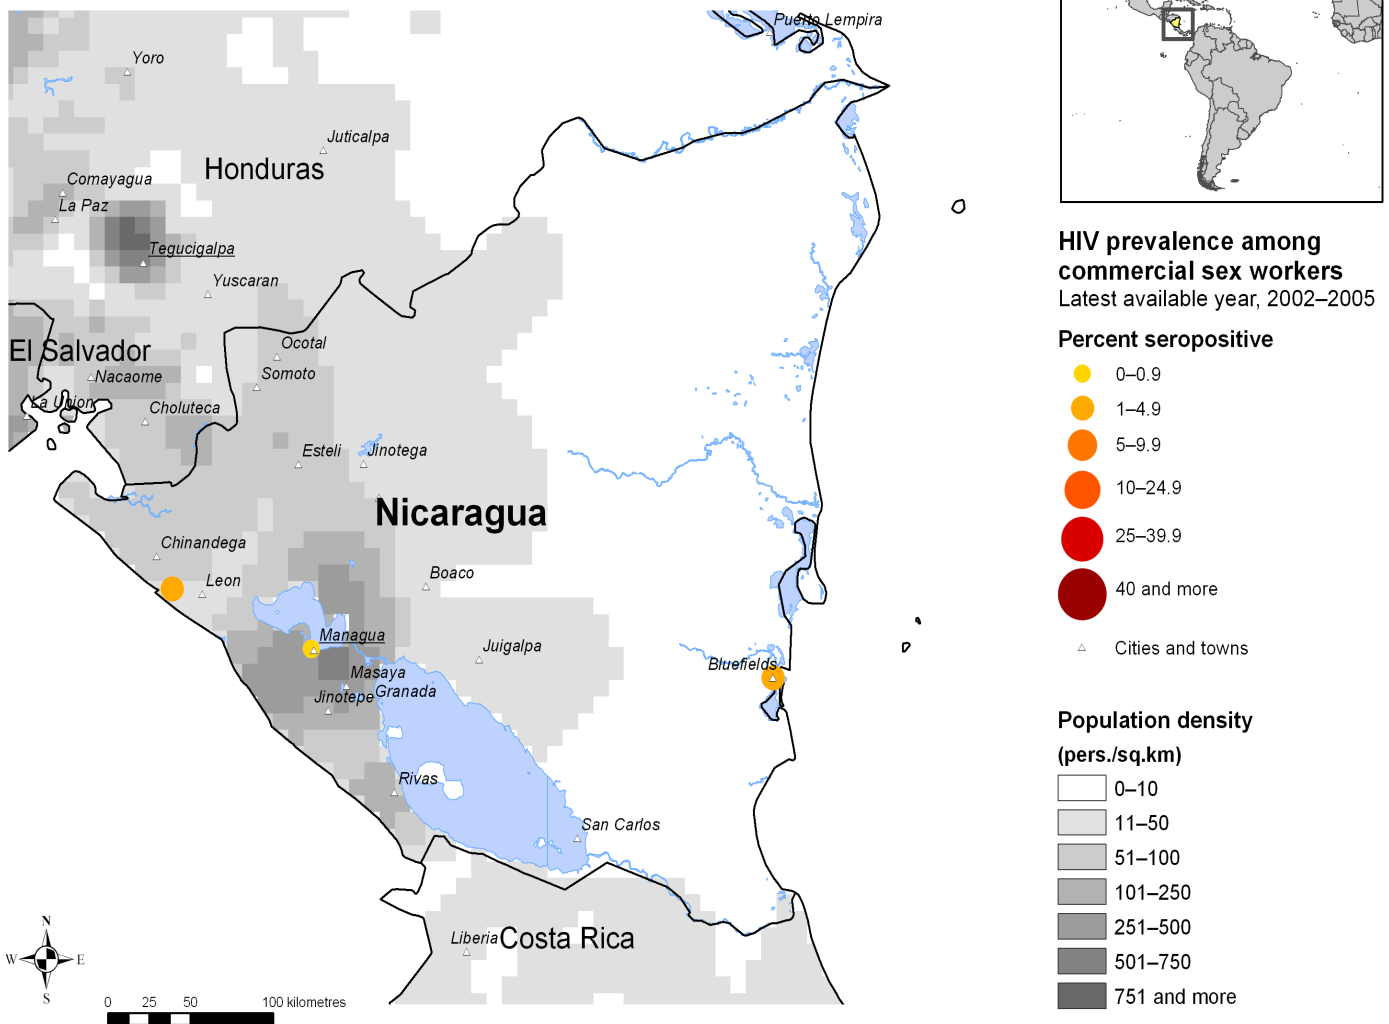 Puerto Lempira
Yoro
Juticalpa
Honduras
Comayagua
La Paz
Tegucigalpa
Yuscaran
El Salvador
Ocotal
Nacaome
Somoto
La Union
Choluteca
Esteli
Jinotega
Nicaragua
Chinandega
Leon
Boaco
Managua
Juigalpa
Bluefields
Masaya
Jinotepe
Granada
Rivas
San Carlos
Liberia
Costa Rica
N
W
E
S
0 25 50 100 kilometres
HIV prevalence among
commercial sex workers
Latest available year, 2002–2005
Percent seropositive
0–0.9
1–4.9
5–9.9
10–24.9
25–39.9
40 and more
Cities and towns
Population density
(pers./sq.km)
0–10
11–50
51–100
101–250
251–500
501–750
751 and more